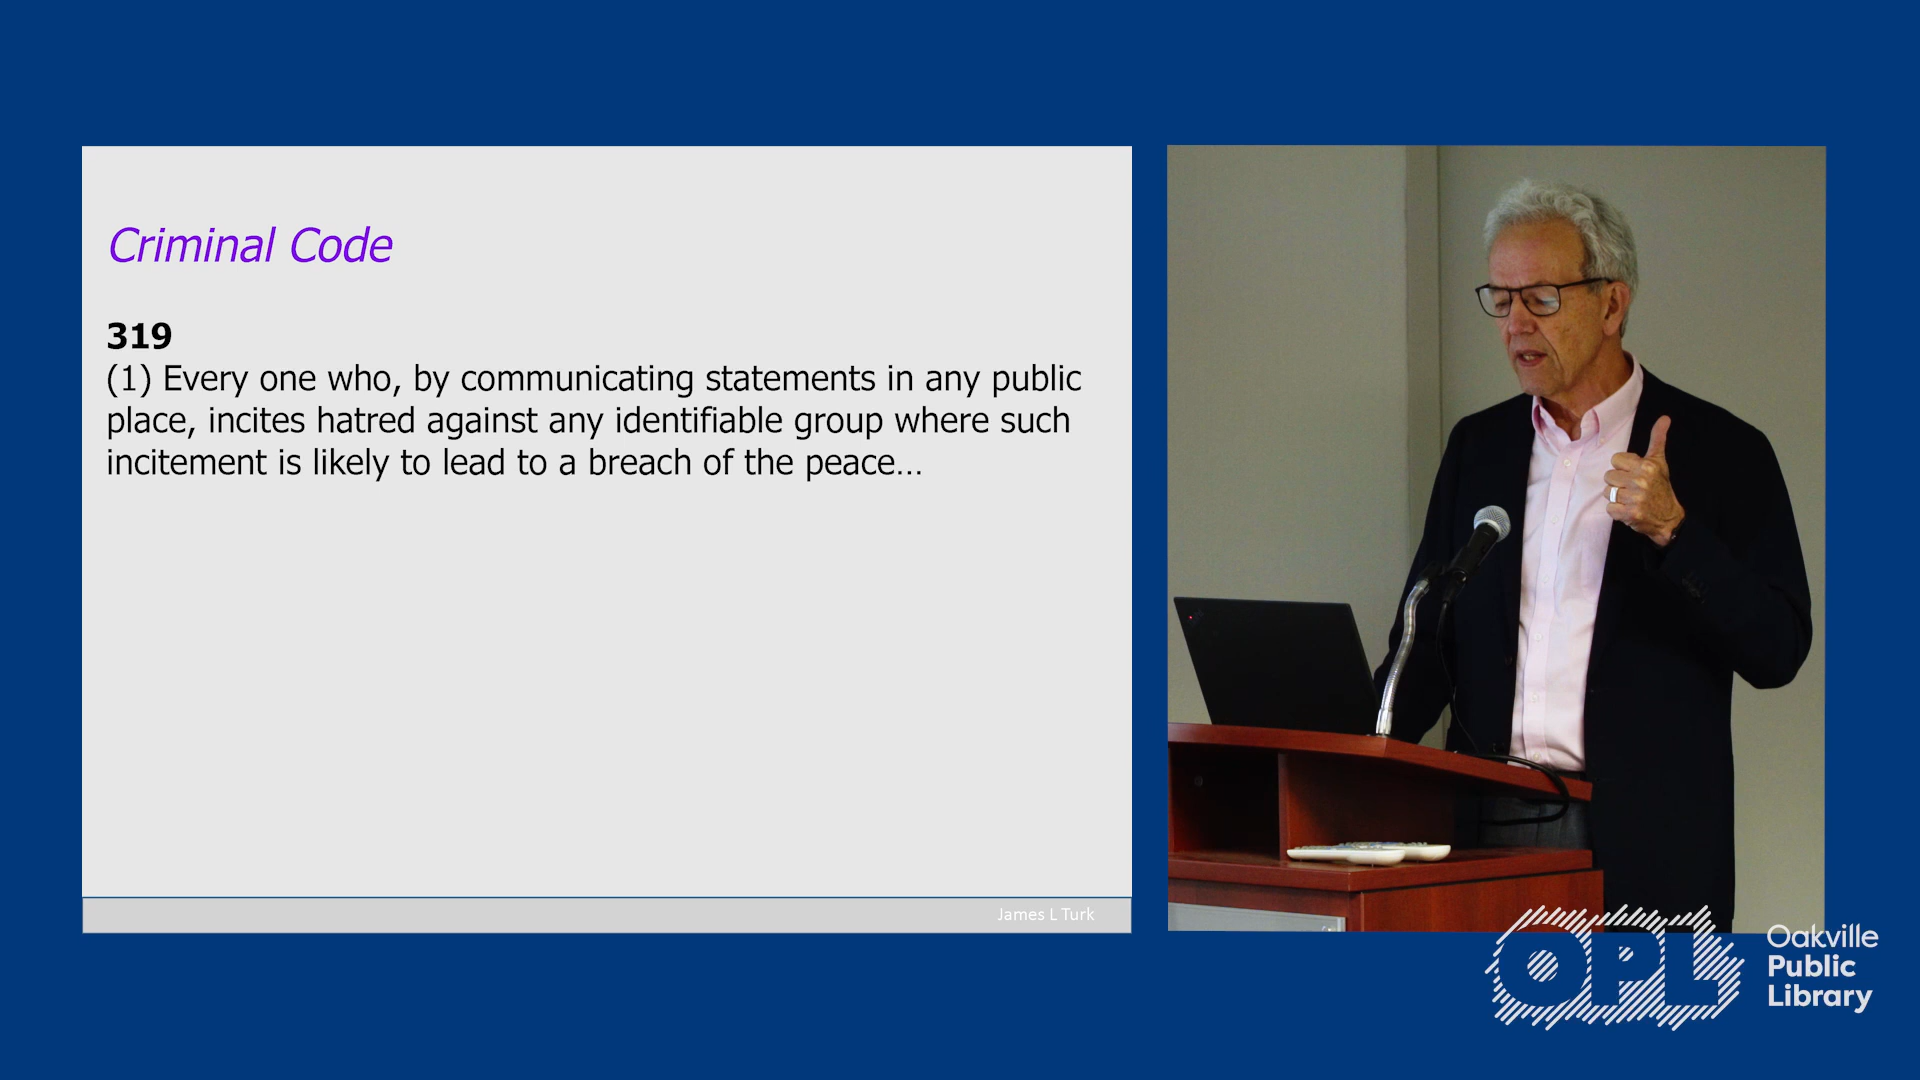 Criminal Code
319
(1) Every one who, by communicating statements in any public
place, incites hatred against any identifiable group where such
incitement is likely to lead to a breach of the peace…
James L Turk
OPL
Oakville
Public
Library